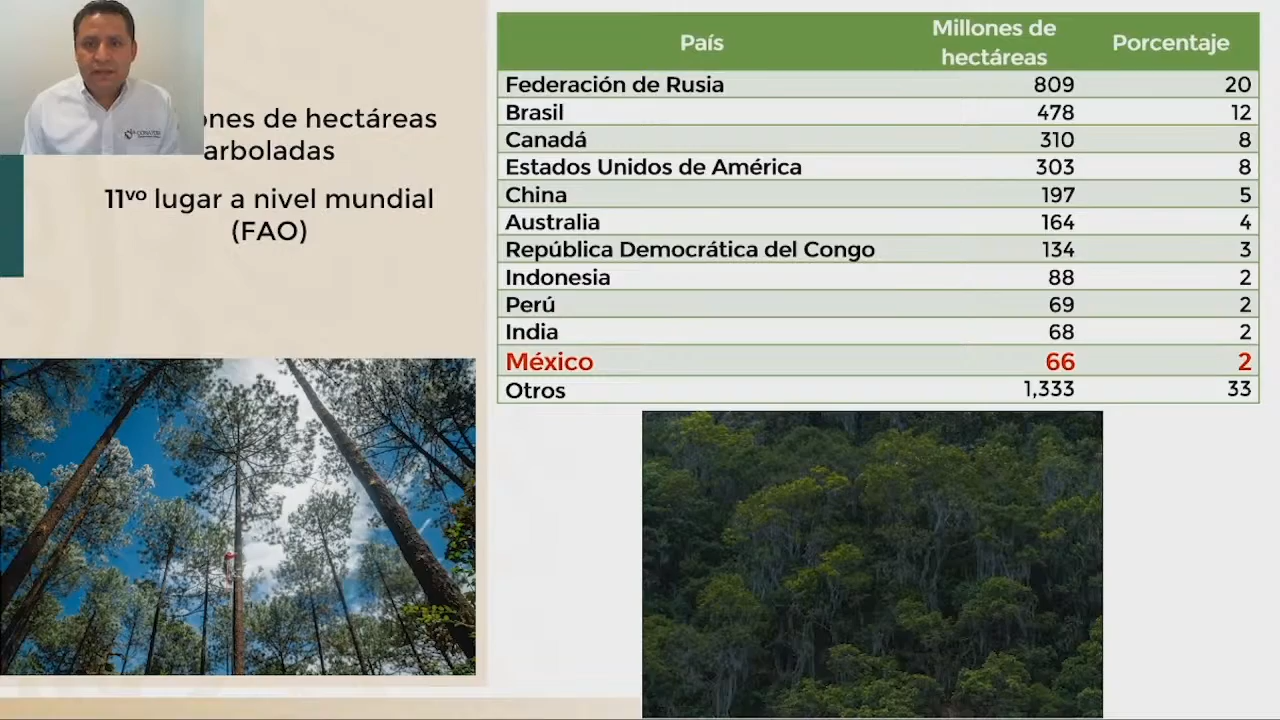 ones de hectáreas
arboladas
11vo lugar a nivel mundial
(FAO)
País Millones de hectáreas Porcentaje
Federación de Rusia 809 20
Brasil 478 12
Canadá 310 8
Estados Unidos de América 303 8
China 197 5
Australia 164 4
República Democrática del Congo 134 3
Indonesia 88 2
Perú 69 2
India 68 2
México 66 2
Otros 1,333 33